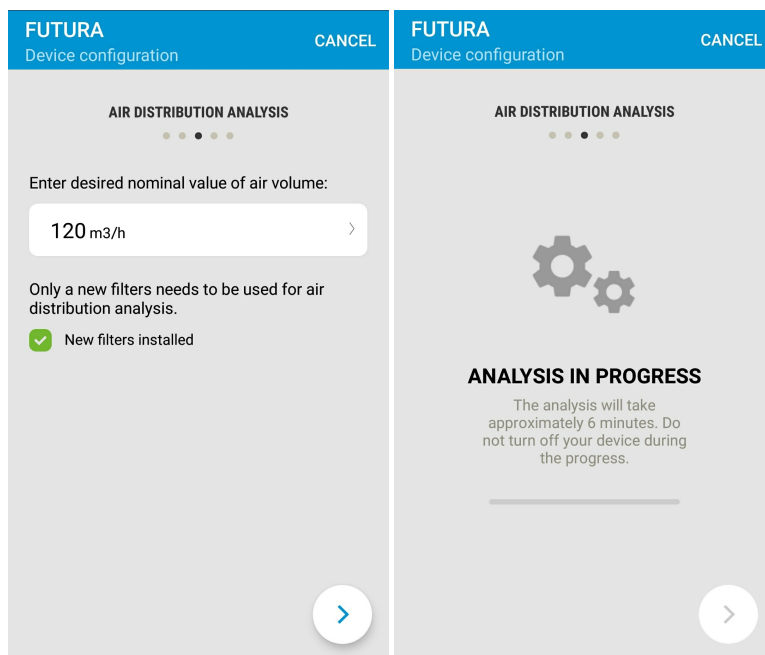 FUTURA
Device configuration
CANCEL
AIR DISTRIBUTION ANALYSIS
Enter desired nominal value of air volume:
120 m3/h
Only a new filters needs to be used for air
distribution analysis.
New filters installed
FUTURA
Device configuration
CANCEL
AIR DISTRIBUTION ANALYSIS
ANALYSIS IN PROGRESS
The analysis will take
approximately 6 minutes. Do
not turn off your device during
the progress.